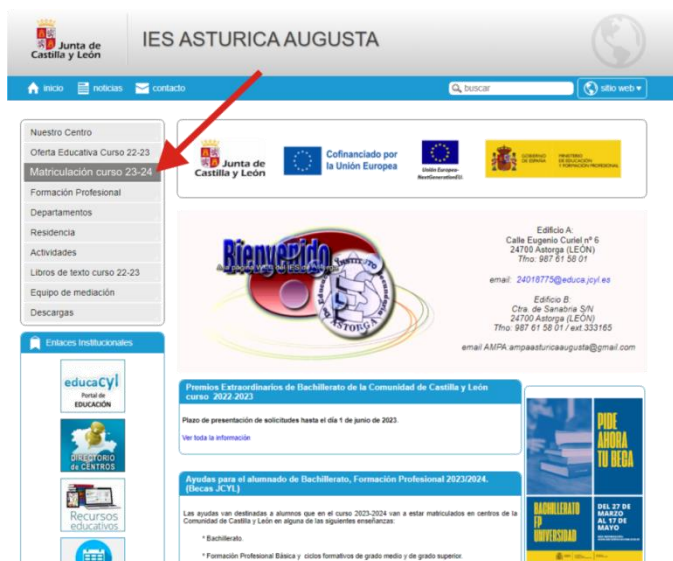 Junta de
Castilla y León
IES ASTURICA AUGUSTA
inicio noticias contacto
buscar
sitio web
Nuestro Centro
Oferta Educativa Curso 22-23
Matriculación curso 23-24
Formación Profesional
Departamentos
Residencia
Actividades
Libros de texto curso 22-23
Equipo de mediación
Descargas
Junta de
Castilla y León
Cofinanciado por
la Unión Europea
Unión Europea-
NextGenerationEU
GOBIERNO
DE ESPAÑA
MINISTERIO
DE EDUCACIÓN
Y FORMACIÓN PROFESIONAL
Bienvenido
INSTITUTO
ASTORGA
Edificio A:
Calle Eugenio Curiel nº 6
24700 Astorga (LEÓN)
Tfno: 987 61 58 01
email: 24018775@educa.jcyl.es
Edificio B:
Ctra. de Sanabria S/N
24700 Astorga (LEÓN)
Tfno: 987 61 58 01 / ext.333165
email AMPA:ampaasturicaaugusta@gmail.com
Enlaces Institucionales
educacyl
Portal de
EDUCACIÓN
DIRECTORIO
de CENTROS
Recursos
educativos
Premios Extraordinarios de Bachillerato de la Comunidad de Castilla y León
curso 2022-2023
Plazo de presentación de solicitudes hasta el día 1 de junio de 2023.
Ver toda la información
Ayudas para el alumnado de Bachillerato, Formación Profesional 2023/2024.
(Becas JCYL)
Las ayudas van destinadas a alumnos que en el curso 2023-2024 van a estar matriculados en centros de la
Comunidad de Castilla y León en alguna de las siguientes enseñanzas:
* Bachillerato.
* Formación Profesional Básica y ciclos formativos de grado medio y de grado superior.
PIDE
AHORA
TU BECA
BACHILLERATO
FP
UNIVERSIDAD
DEL 27 DE
MARZO
AL 17 DE
MAYO